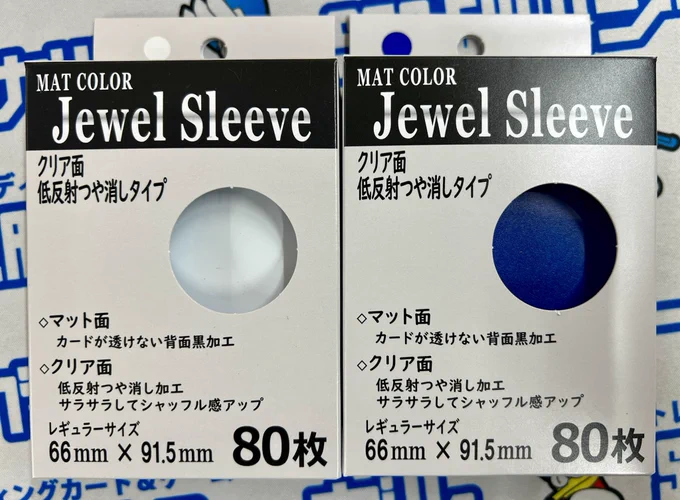 MAT COLOR
Jewel Sleeve
クリア面
低反射つや消しタイプ
◇マット面
カードが透けない背面黒加工
◇クリア面
低反射つや消し加工
サラサラしてシャッフル感アップ
レギュラーサイズ
66mm × 91.5mm 80枚
MAT COLOR
Jewel Sleeve
クリア面
低反射つや消しタイプ
◇マット面
カードが透けない背面黒加工
◇クリア面
低反射つや消し加工
サラサラしてシャッフル感アップ
レギュラーサイズ
66mm × 91.5mm 80枚